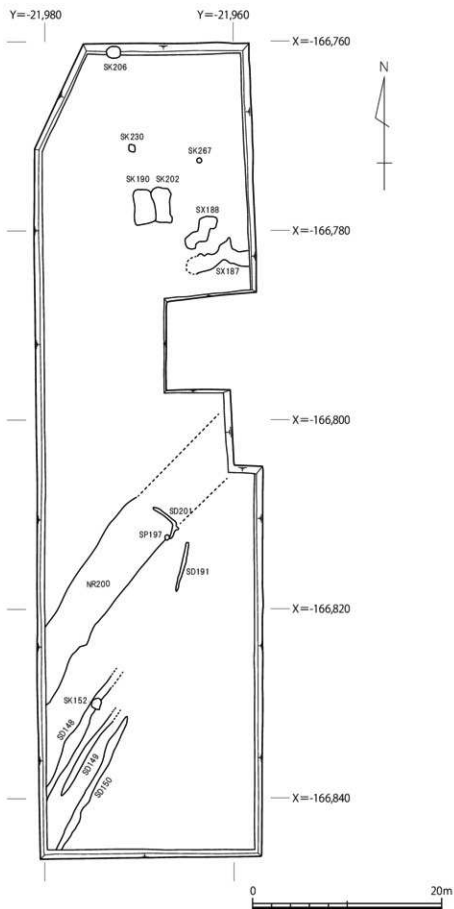 Y=-21,980
Y=-21,960
X=-166,760
SK206
N
SK230
SK267
SK190
SK202
SX188
X=-166,780
SX187
X=-166,800
SD201
SP197
SD191
NR200
X=-166,820
SK152
SD148
SD149
SD150
X=-166,840
0
20m